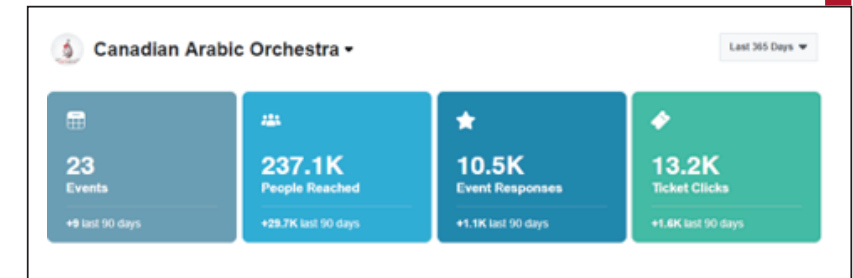 Canadian Arabic Orchestra
Last 365 Days
23
Events
+9 last 90 days
237.1K
People Reached
+29.7K last 90 days
10.5K
Event Responses
+1.1K last 90 days
13.2K
Ticket Clicks
+1.6K last 90 days